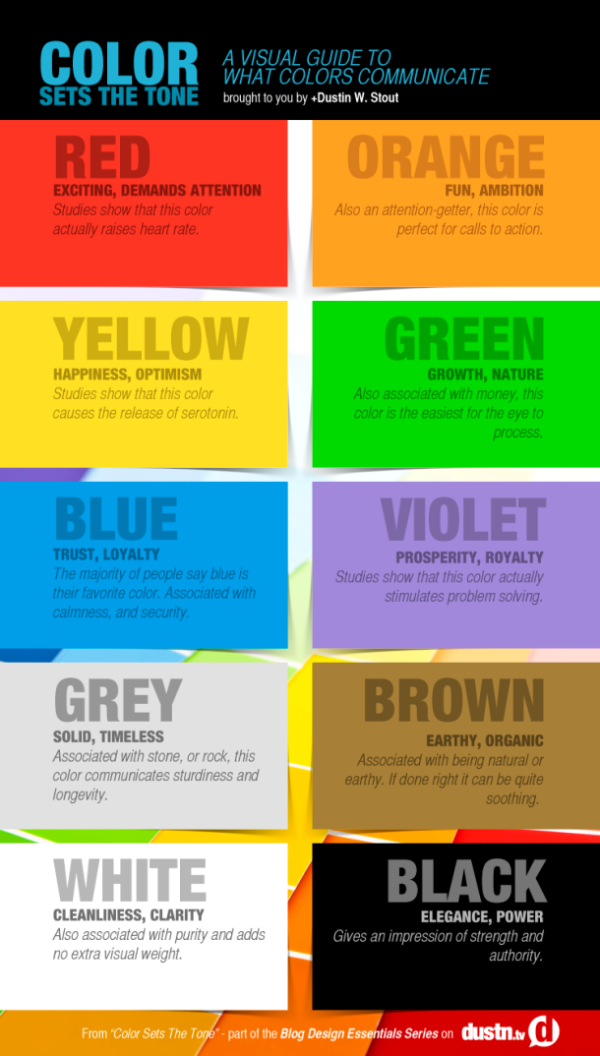 COLOR
SETS THE TONE
A VISUAL GUIDE TO
WHAT COLORS COMMUNICATE
brought to you by +Dustin W. Stout
RED
EXCITING, DEMANDS ATTENTION
Studies show that this color
actually raises heart rate.
ORANGE
FUN, AMBITION
Also an attention-getter, this color is
perfect for calls to action.
YELLOW
HAPPINESS, OPTIMISM
Studies show that this color
causes the release of serotonin.
GREEN
GROWTH, NATURE
Also associated with money, this
color is the easiest for the eye to
process.
BLUE
TRUST, LOYALTY
The majority of people say blue is
their favorite color. Associated with
calmness, and security.
VIOLET
PROSPERITY, ROYALTY
Studies show that this color actually
stimulates problem solving.
GREY
SOLID, TIMELESS
Associated with stone, or rock, this
color communicates sturdiness and
longevity.
BROWN
EARTHY, ORGANIC
Associated with being natural or
earthy. If done right it can be quite
soothing.
WHITE
CLEANLINESS, CLARITY
Also associated with purity and adds
no extra visual weight.
BLACK
ELEGANCE, POWER
Gives an impression of strength and
authority.
From “Color Sets The Tone” - part of the Blog Design Essentials Series on dustn.tv d